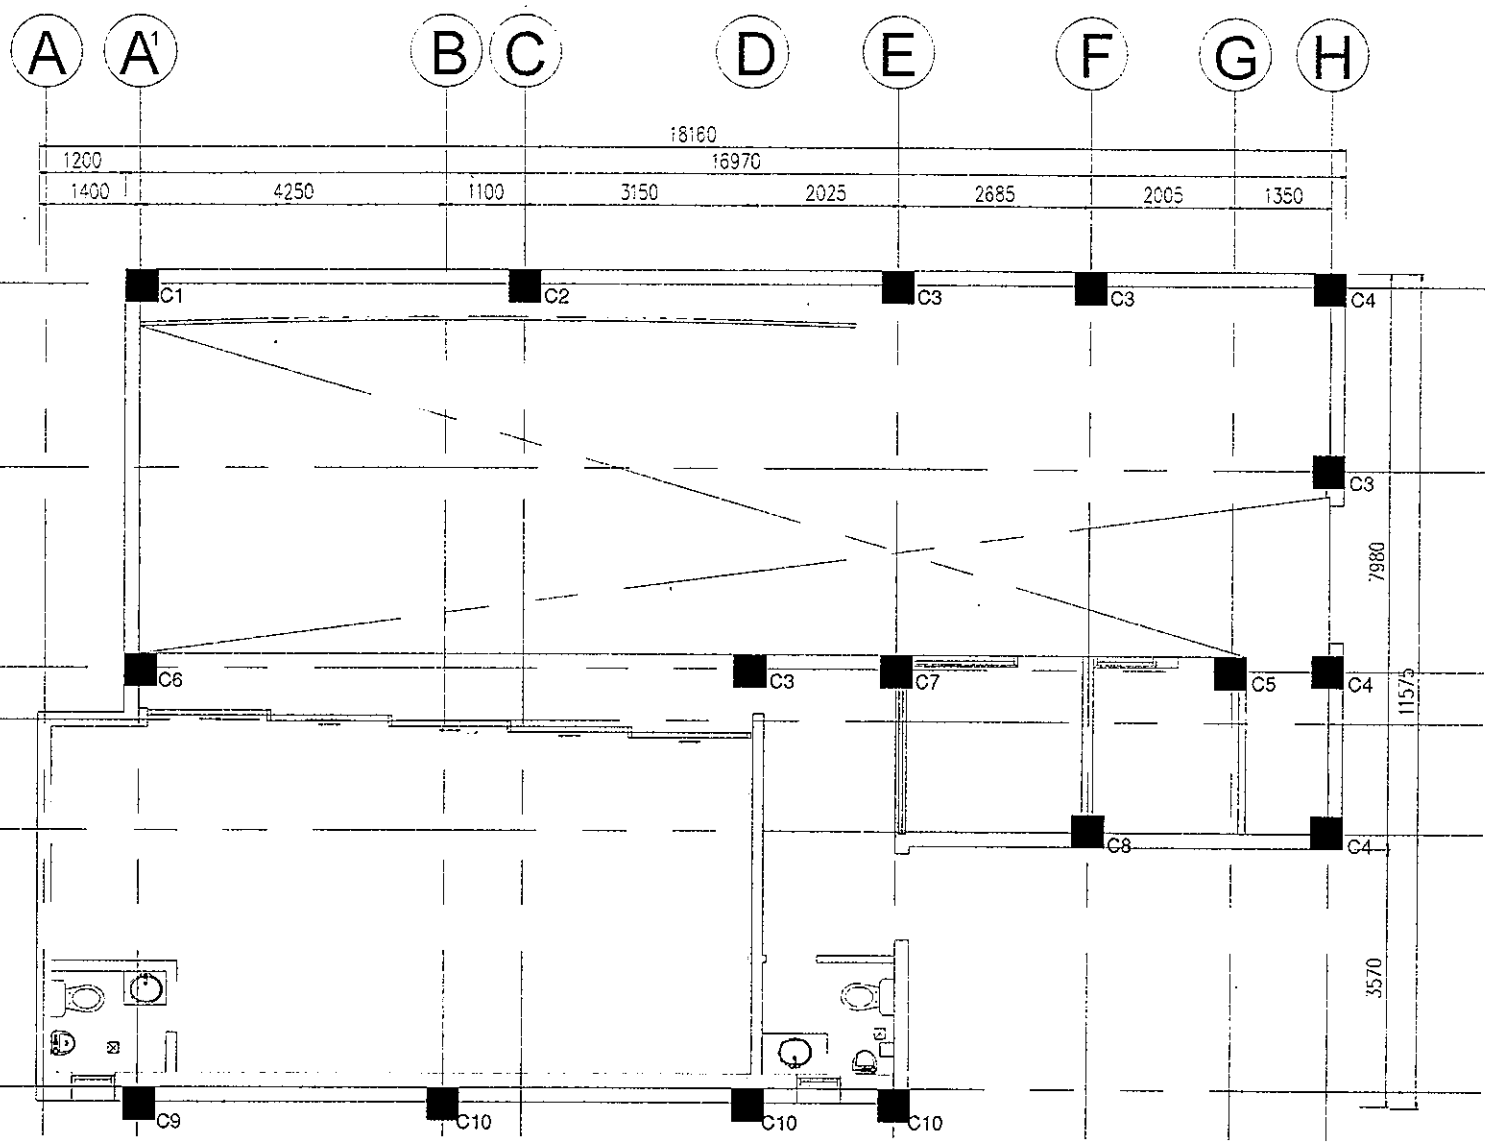 A A1 B C D E F G H
18160
1200 16970
1400 4250 1100 3150 2025 2685 2005 1350
C1 C2 C3 C3 C4
C3
7980
C6 C3 C7 C5 C4
11575
C8 C4
3570
C9 C10 C10 C10